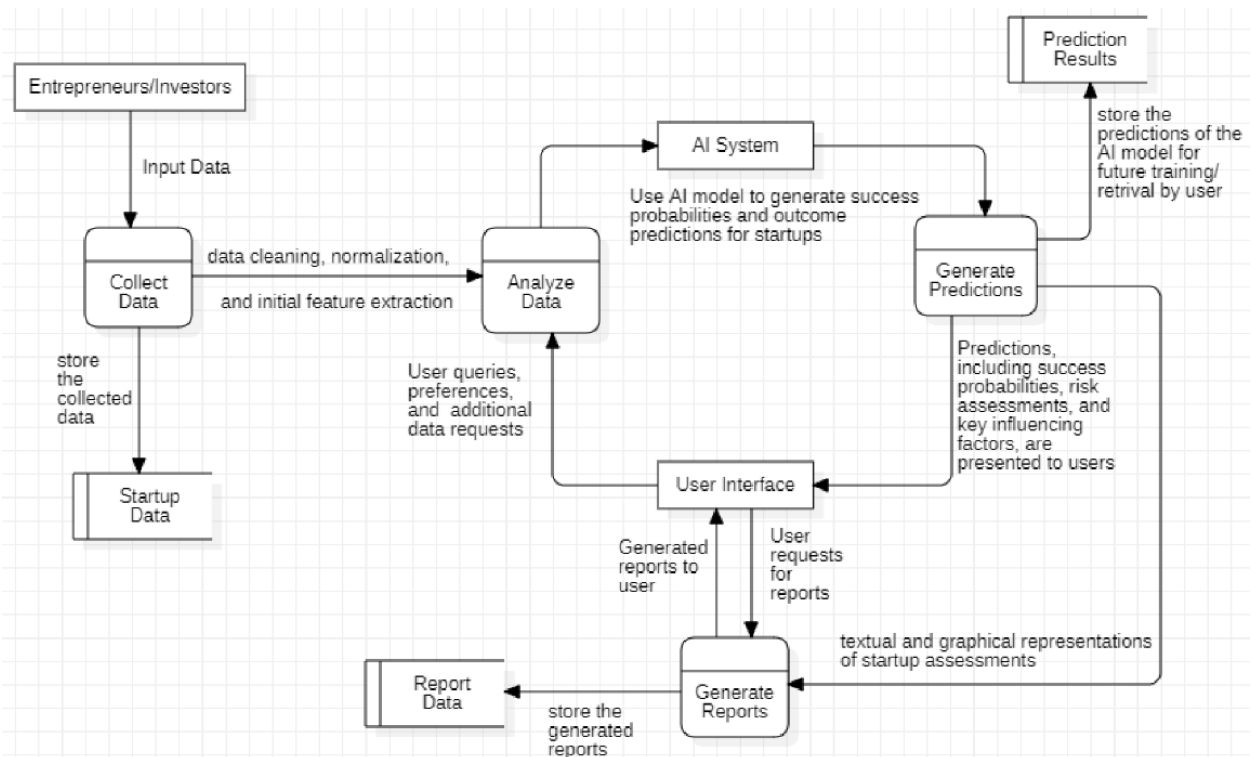 Prediction
Results
Entrepreneurs/Investors
store the
predictions of the
AI model for
future training/
retrival by user
AI System
Input Data
Use AI model to generate success
probabilities and outcome
predictions for startups
data cleaning, normalization,
and initial feature extraction
Collect
Data
Analyze
Data
Generate
Predictions
store
the
collected
data
User queries,
preferences,
and additional
data requests
Predictions,
including success
probabilities, risk
assessments, and
key influencing
factors, are
presented to users
Startup
Data
User Interface
Generated
reports to
user
User
requests
for
reports
textual and graphical representations
of startup assessments
Report
Data
Generate
Reports
store the
generated
reports